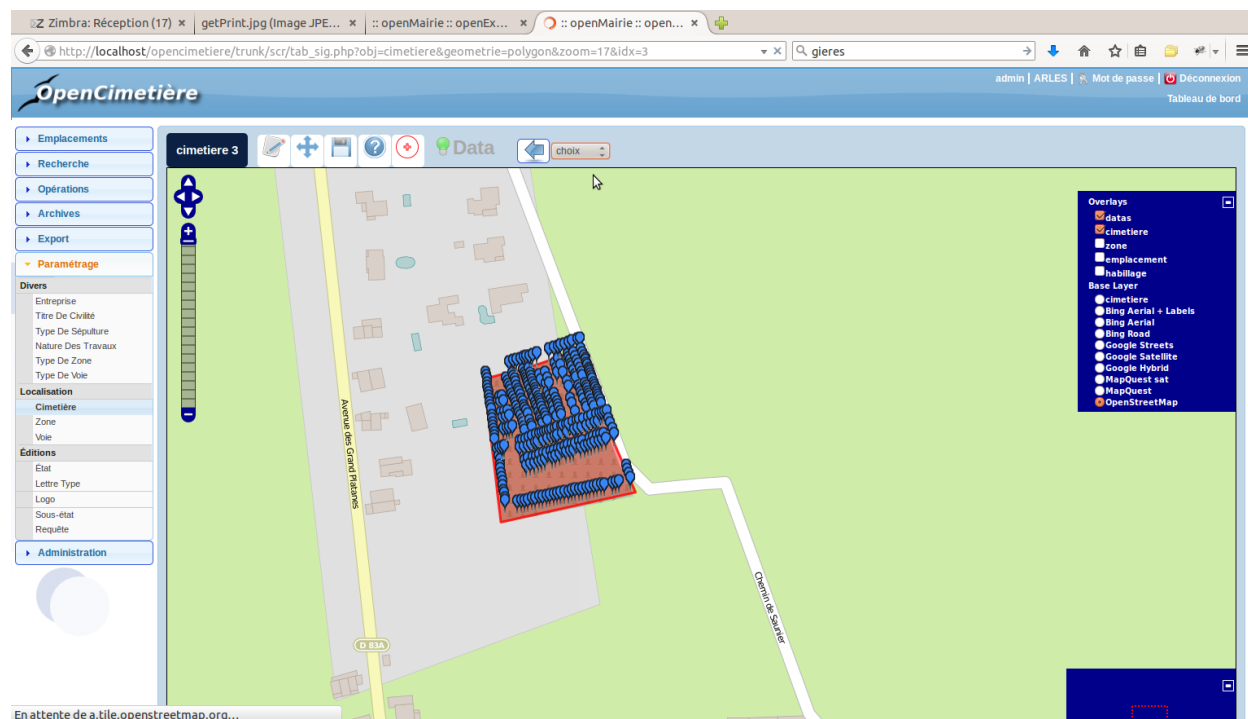 Zimbra: Réception (17)
getPrint.jpg (Image JPE...
:: openMairie :: openEx...
:: openMairie :: open...
http://localhost/opencimetiere/trunk/scr/tab_sig.php?obj=cimetiere&geometrie=polygon&zoom=17&idx=3
gieres
OpenCimetière
admin | ARLES | Mot de passe | Déconnexion
Tableau de bord
Emplacements
Recherche
Opérations
Archives
Export
Paramétrage
Divers
Entreprise
Titre De Civilité
Type De Sépulture
Nature Des Travaux
Type De Zone
Type De Voie
Localisation
Cimetière
Zone
Voie
Éditions
État
Lettre Type
Logo
Sous-état
Requête
Administration
cimetiere 3
Data
choix
Overlays
datas
cimetiere
zone
emplacement
habillage
Base Layer
cimetiere
Bing Aerial + Labels
Bing Aerial
Bing Road
Google Streets
Google Satellite
Google Hybrid
MapQuest sat
MapQuest
OpenStreetMap
Avenue des Grand Platanes
Chemin de Saunier
D 83A
En attente de a.tile.openstreetmap.org...